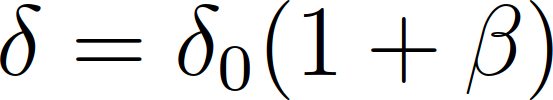 δ = δ₀(1 + β)